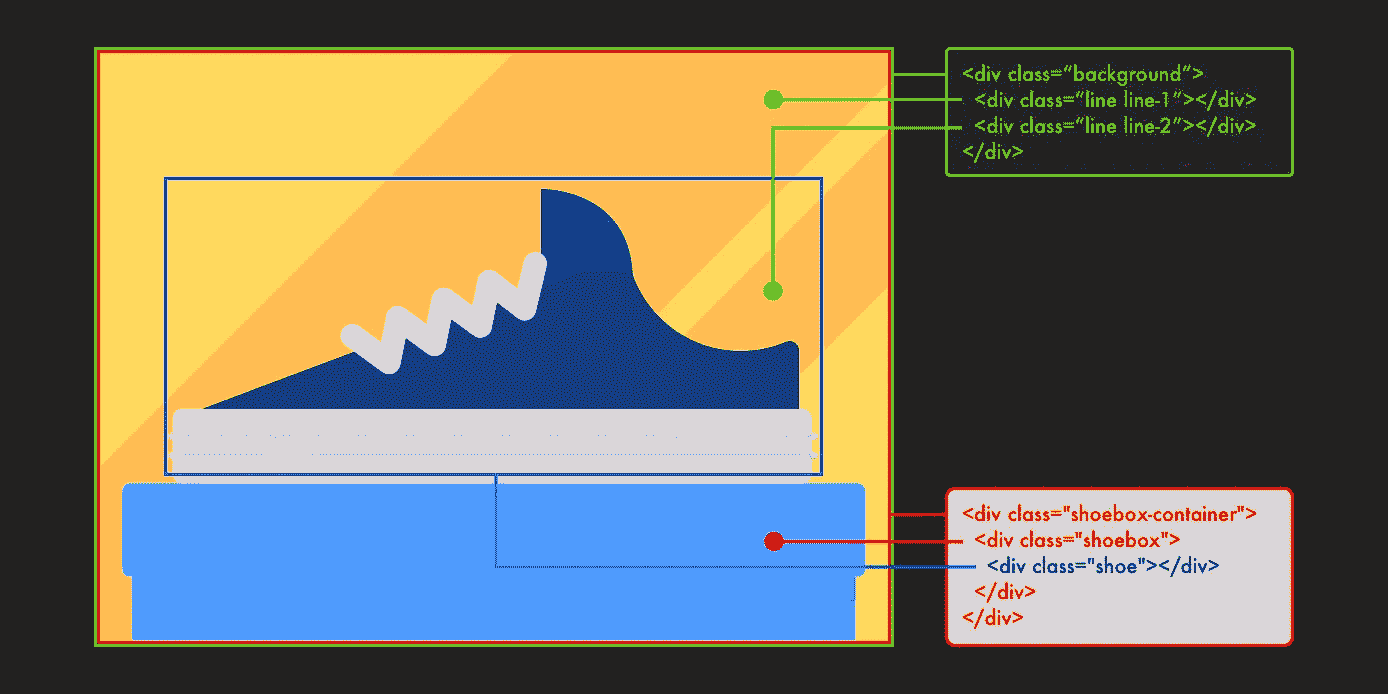 <div class=“background“>
<div class=“line line-1”></div>
<div class=“line line-2”></div>
</div>
<div class="shoebox-container">
<div class="shoebox">
<div class="shoe"></div>
</div>
</div>